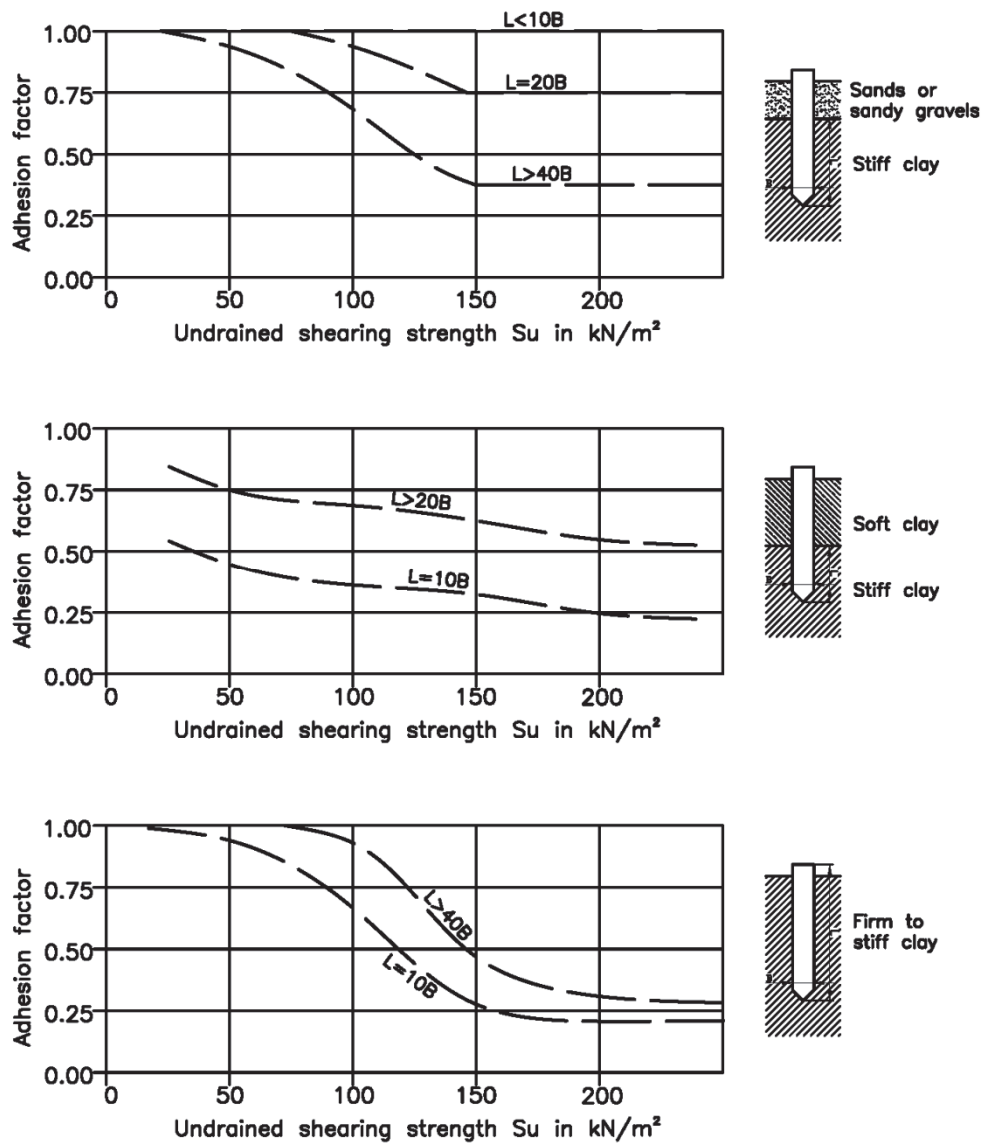 1.00
0.75
0.50
0.25
0.00
Adhesion factor
L<10B
L=20B
L>40B
0 50 100 150 200
Undrained shearing strength Su in kN/m²
Sands or
sandy gravels
Stiff clay
L
B
1.00
0.75
0.50
0.25
0.00
Adhesion factor
L>20B
L=10B
0 50 100 150 200
Undrained shearing strength Su in kN/m²
Soft clay
Stiff clay
L
B
1.00
0.75
0.50
0.25
0.00
Adhesion factor
L>40B
L=10B
0 50 100 150 200
Undrained shearing strength Su in kN/m²
Firm to
stiff clay
L
B